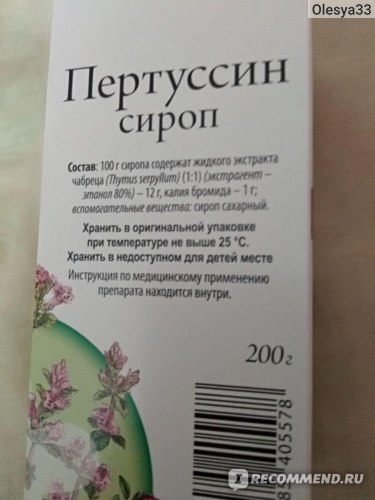 Olesya33
Пертуссин
сироп
Состав: 100 г сиропа содержат жидкого экстракта
чабреца (Thymus serpyllum) (1:1) (экстрагент –
этанол 80%) – 12 г, калия бромида – 1 г;
вспомогательные вещества: сироп сахарный.
Хранить в оригинальной упаковке
при температуре не выше 25 °C.
Хранить в недоступном для детей месте
Инструкция по медицинскому применению
препарата находится внутри.
200г
405578
RECOMMEND.RU